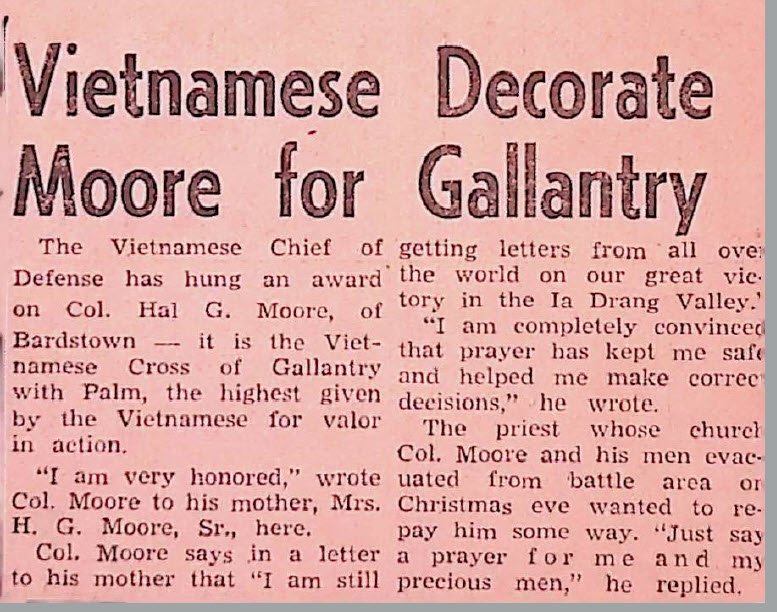 Vietnamese Decorate
Moore for Gallantry
The Vietnamese Chief of
Defense has hung an award
on Col. Hal G. Moore, of
Bardstown — it is the Viet-
namese Cross of Gallantry
with Palm, the highest given
by the Vietnamese for valor
in action.
"I am very honored," wrote
Col. Moore to his mother, Mrs.
H. G. Moore, Sr., here.
Col. Moore says in a letter
to his mother that "I am still
getting letters from all over
the world on our great vic-
tory in the Ia Drang Valley."
"I am completely convinced
that prayer has kept me safe
and helped me make correc
decisions," he wrote.
The priest whose church
Col. Moore and his men evac-
uated from battle area on
Christmas eve wanted to re-
pay him some way. "Just say
a prayer for me and my
precious men," he replied.